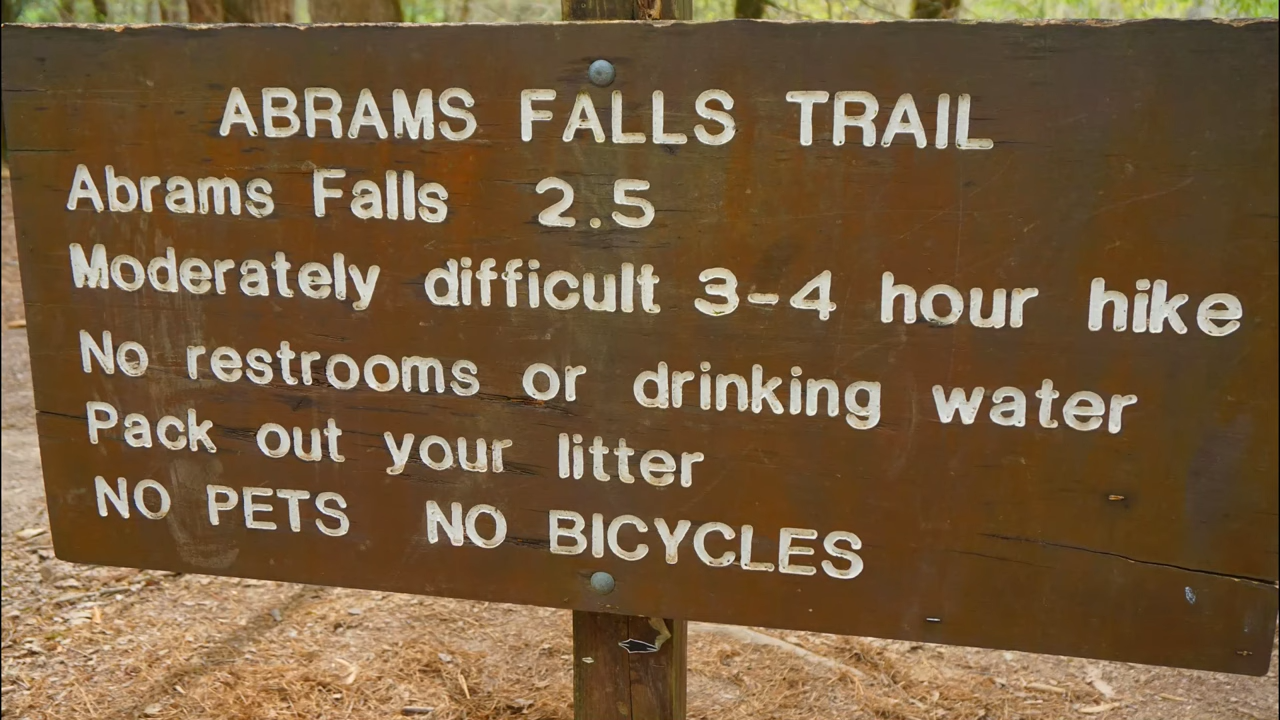 ABRAMS FALLS TRAIL
Abrams Falls 2.5
Moderately difficult 3-4 hour hike
No restrooms or drinking water
Pack out your litter
NO PETS NO BICYCLES